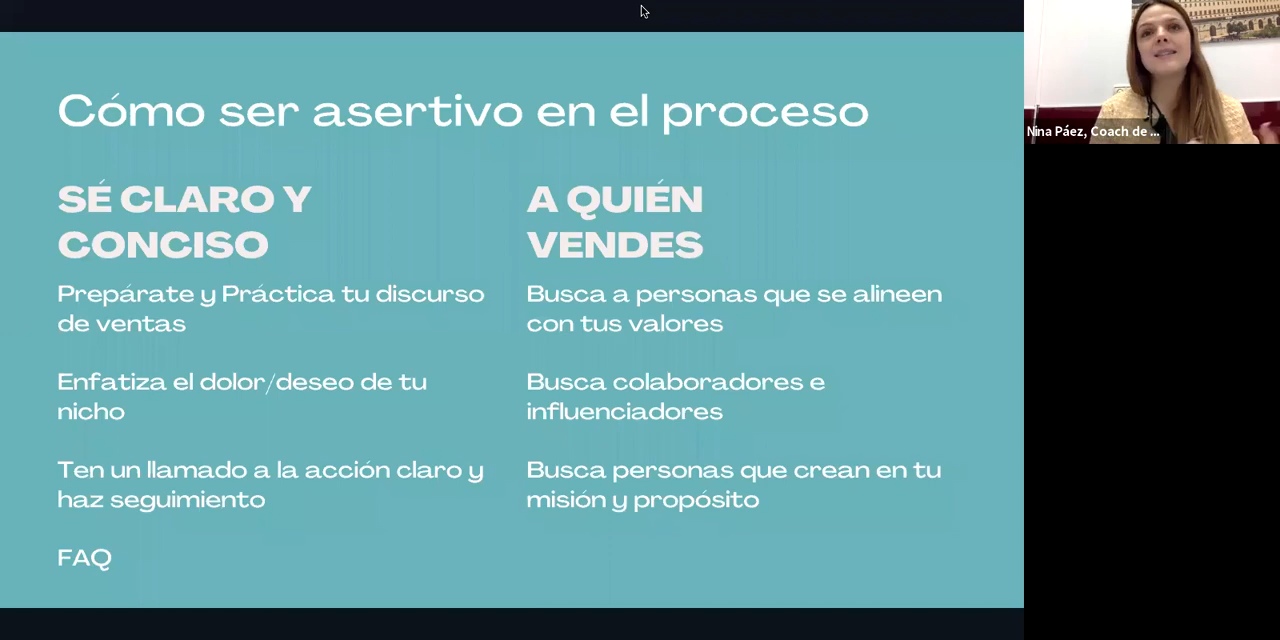 Cómo ser asertivo en el proceso
SÉ CLARO Y
CONCISO
Prepárate y Práctica tu discurso
de ventas
Enfatiza el dolor/deseo de tu
nicho
Ten un llamado a la acción claro y
haz seguimiento
FAQ
A QUIÉN
VENDES
Busca a personas que se alineen
con tus valores
Busca colaboradores e
influenciadores
Busca personas que crean en tu
misión y propósito
Nina Páez, Coach de ...